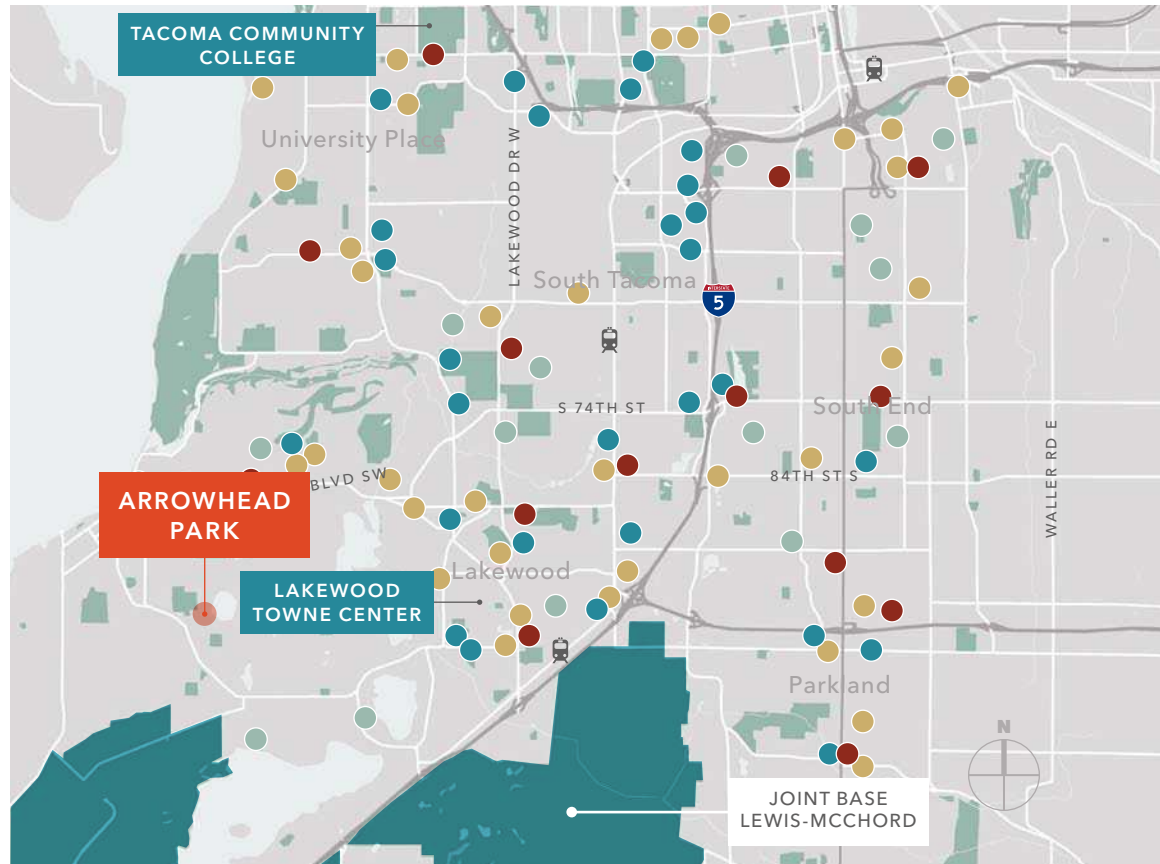 TACOMA COMMUNITY
COLLEGE
University Place
LAKEWOOD DR W
South Tacoma
5
S 74TH ST
South End
BLVD SW
84TH ST S
WALLER RD E
ARROWHEAD
PARK
Lakewood
LAKEWOOD
TOWNE CENTER
Parkland
N
JOINT BASE
LEWIS-MCCHORD